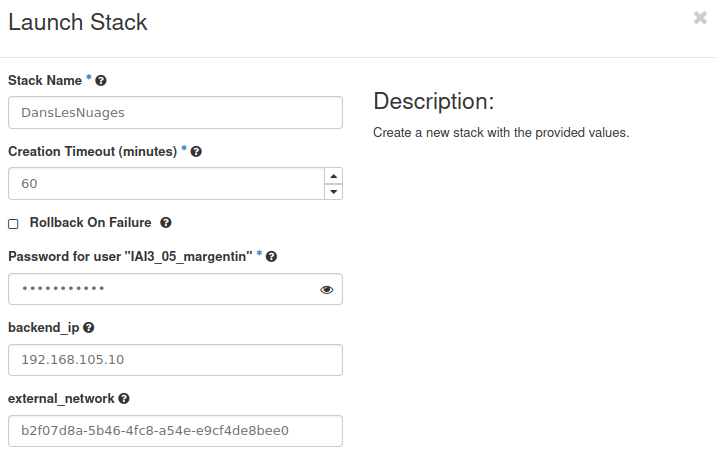 Launch Stack
Stack Name *
DansLesNuages
Creation Timeout (minutes) *
60
Rollback On Failure
Password for user "IAI3_05_margentin" *
•••••••••••
backend_ip
192.168.105.10
external_network
b2f07d8a-5b46-4fc8-a54e-e9cf4de8bee0
Description:
Create a new stack with the provided values.